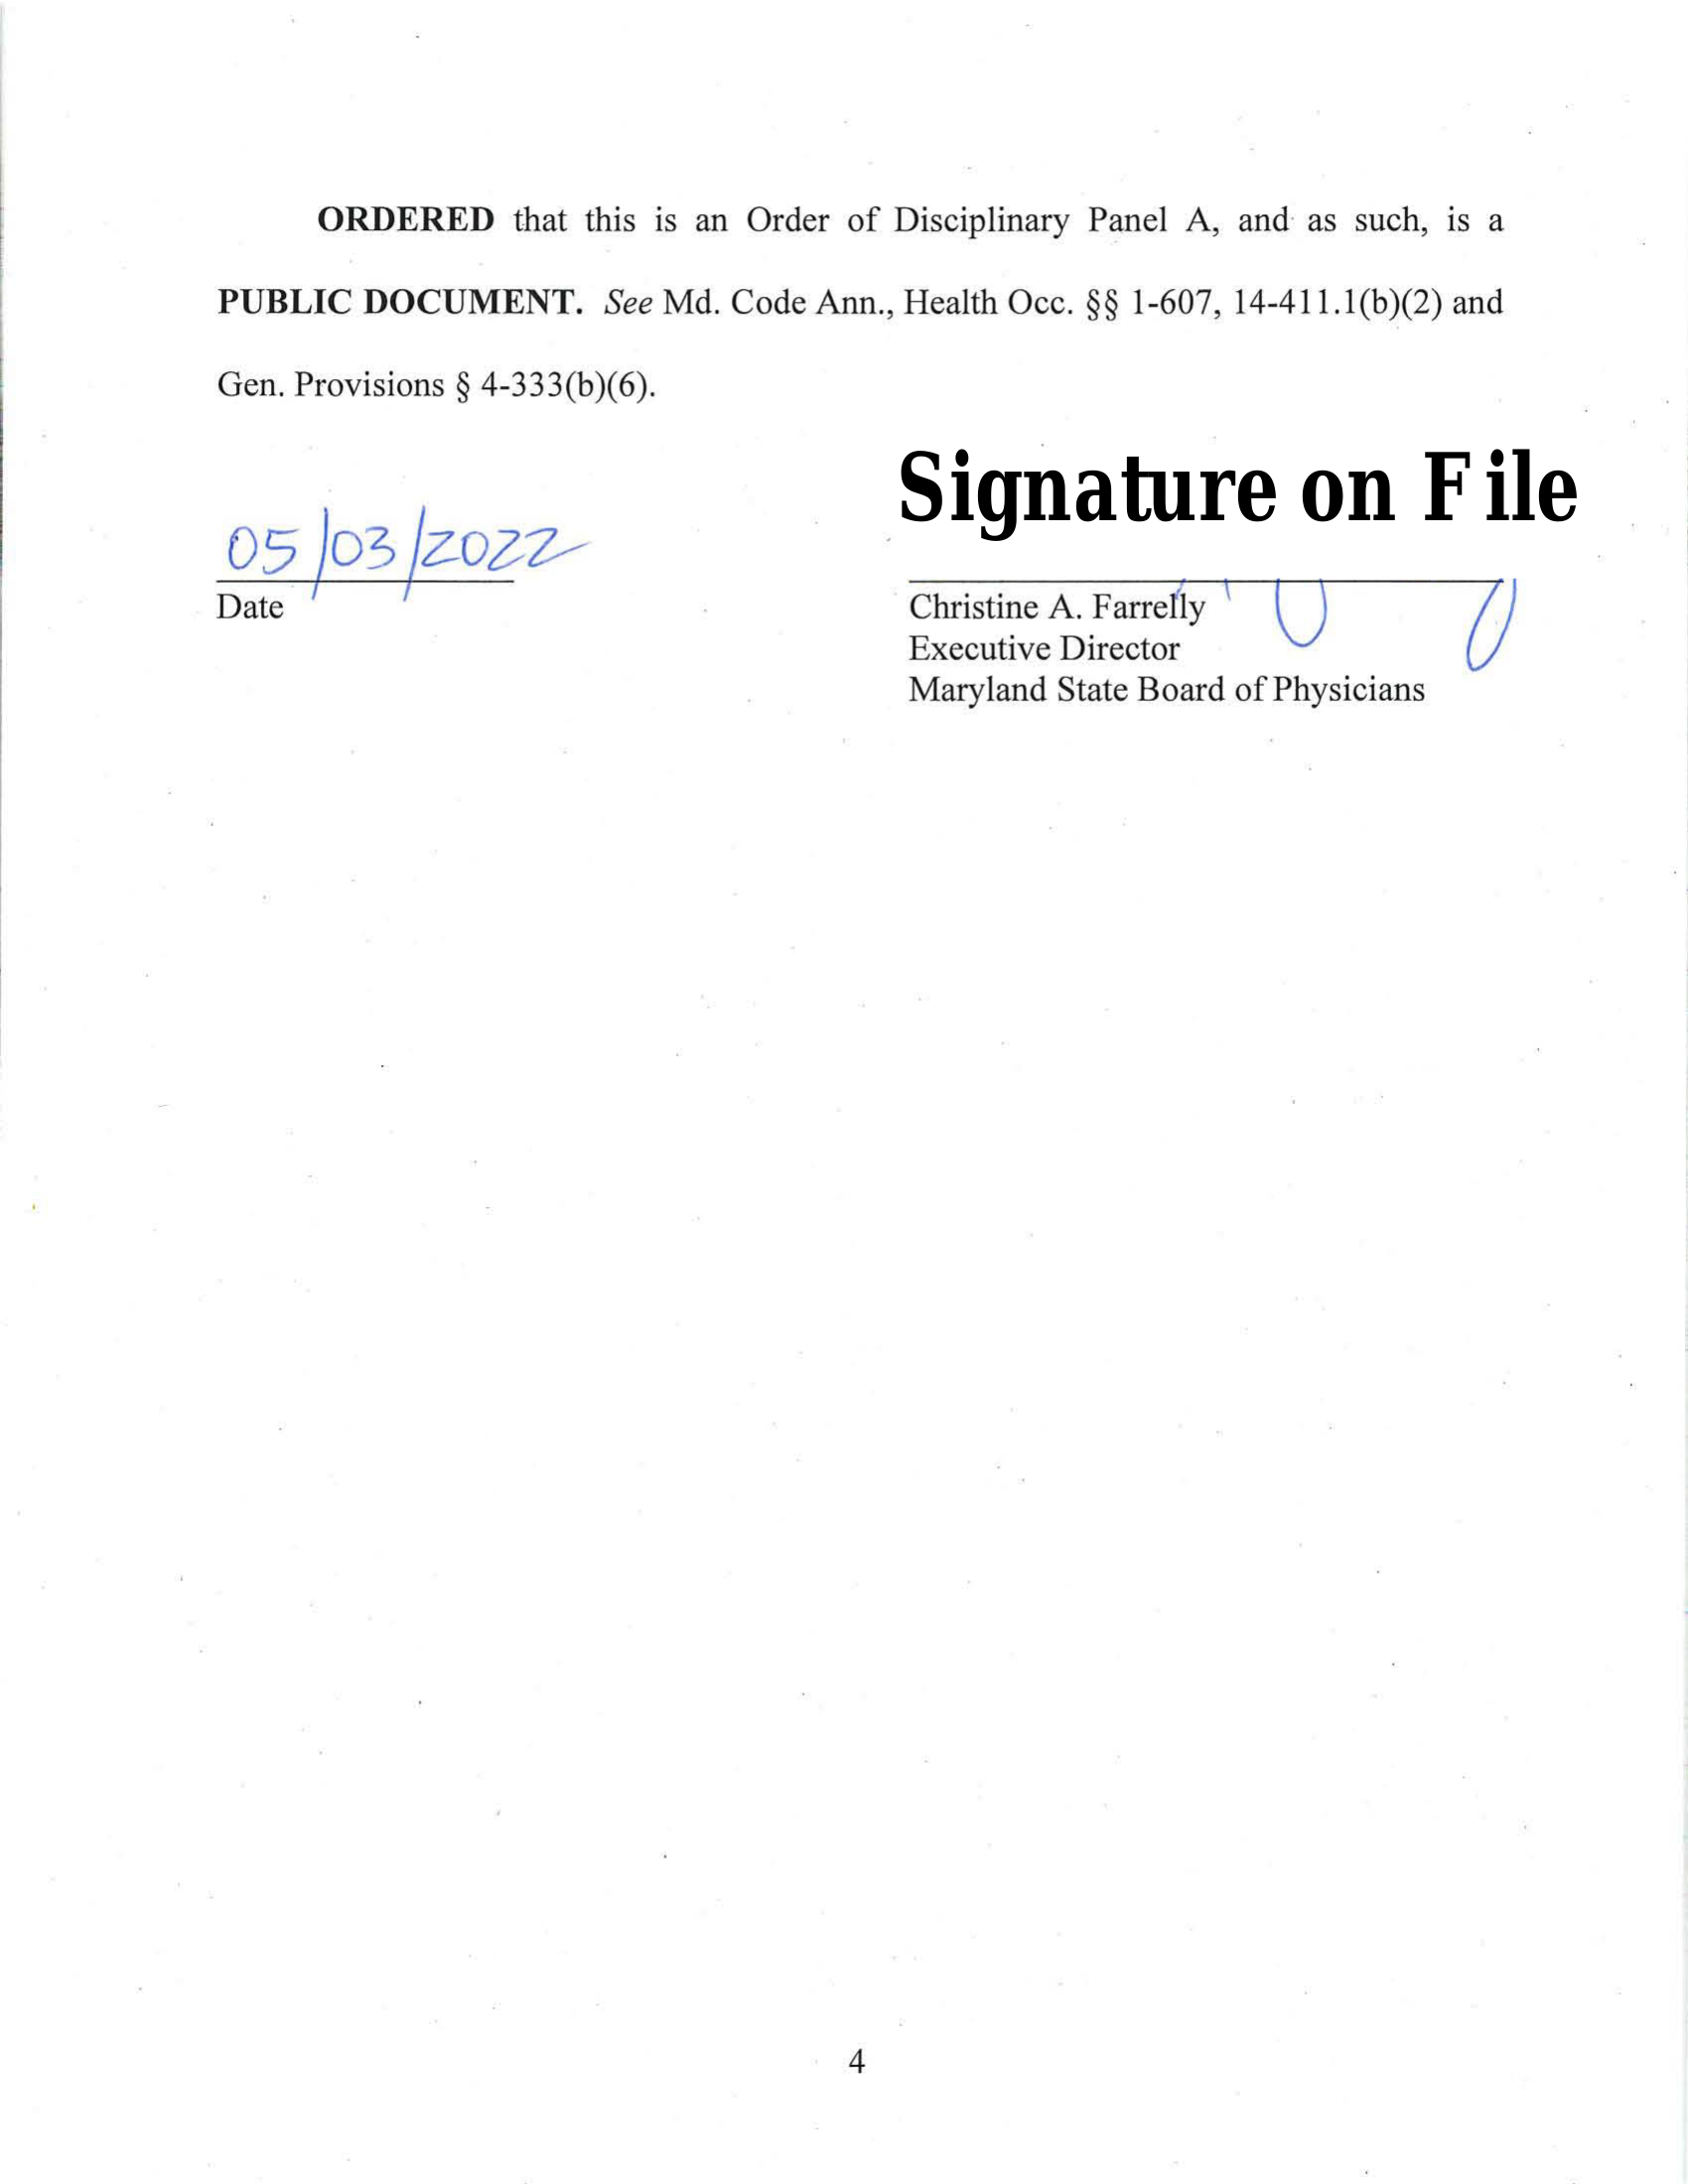 ORDERED that this is an Order of Disciplinary Panel A, and as such, is a
PUBLIC DOCUMENT. See Md. Code Ann., Health Occ. §§ 1-607, 14-411.1(b)(2) and
Gen. Provisions § 4-333(b)(6).
Signature on File
05/03/2022
Date
Christine A. Farrelly
Executive Director
Maryland State Board of Physicians
4